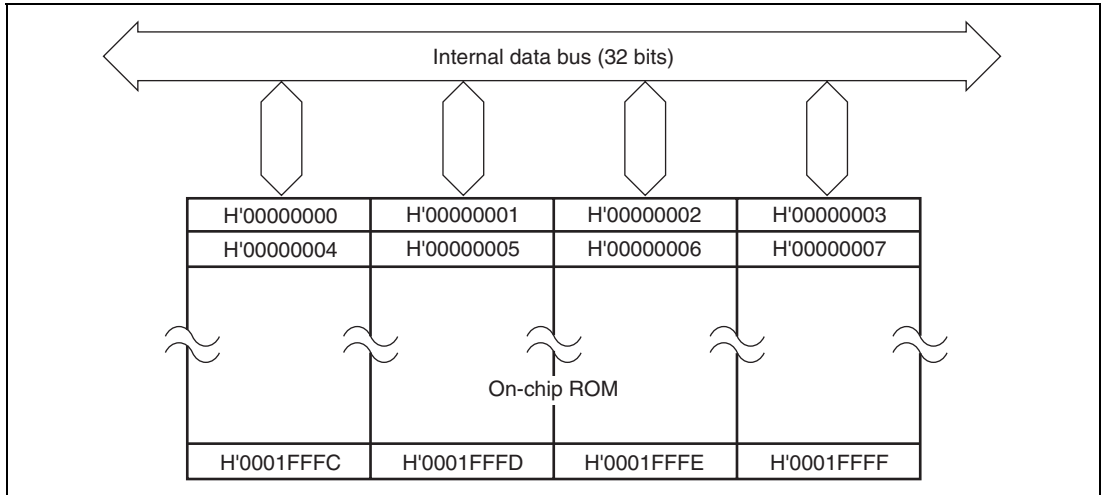 Internal data bus (32 bits)
H'00000000 H'00000001 H'00000002 H'00000003
H'00000004 H'00000005 H'00000006 H'00000007
On-chip ROM
H'0001FFFC H'0001FFFD H'0001FFFE H'0001FFFF